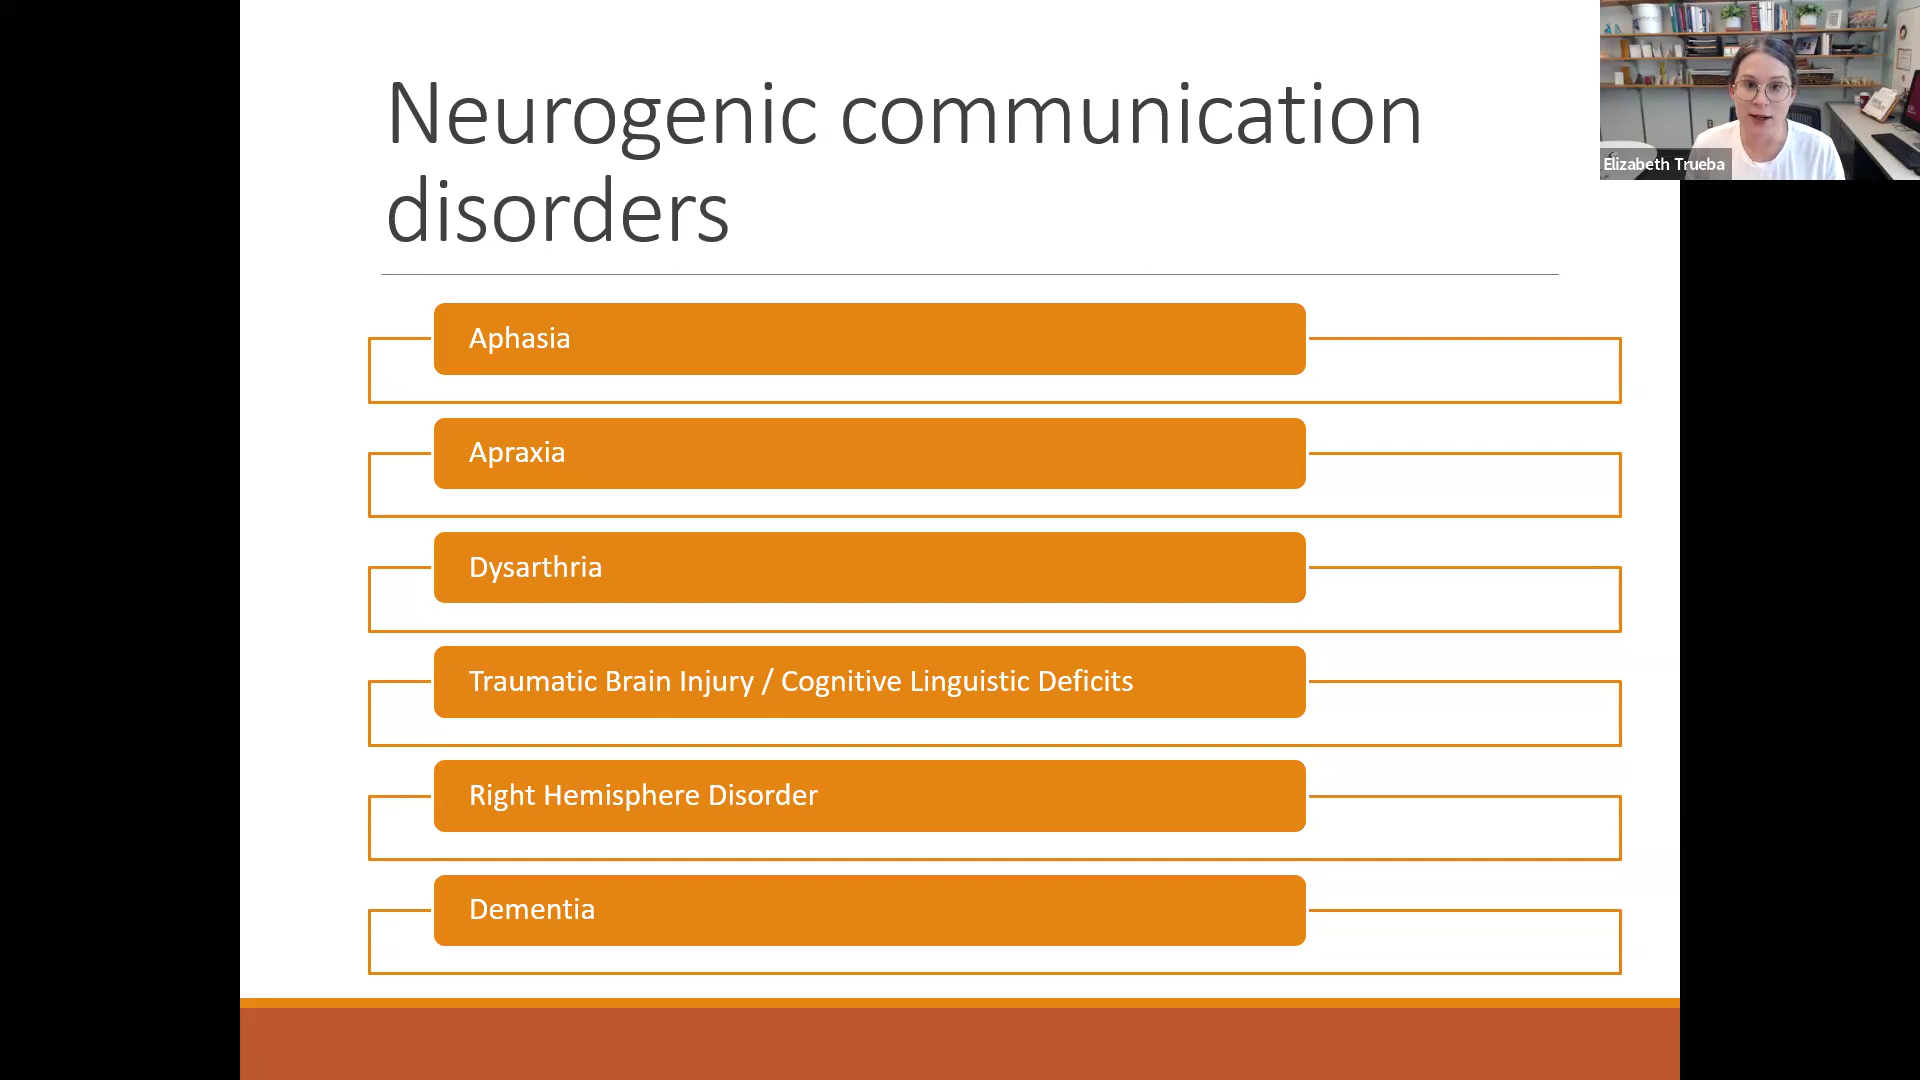 Neurogenic communication
disorders
Elizabeth Trueba
Aphasia
Apraxia
Dysarthria
Traumatic Brain Injury / Cognitive Linguistic Deficits
Right Hemisphere Disorder
Dementia